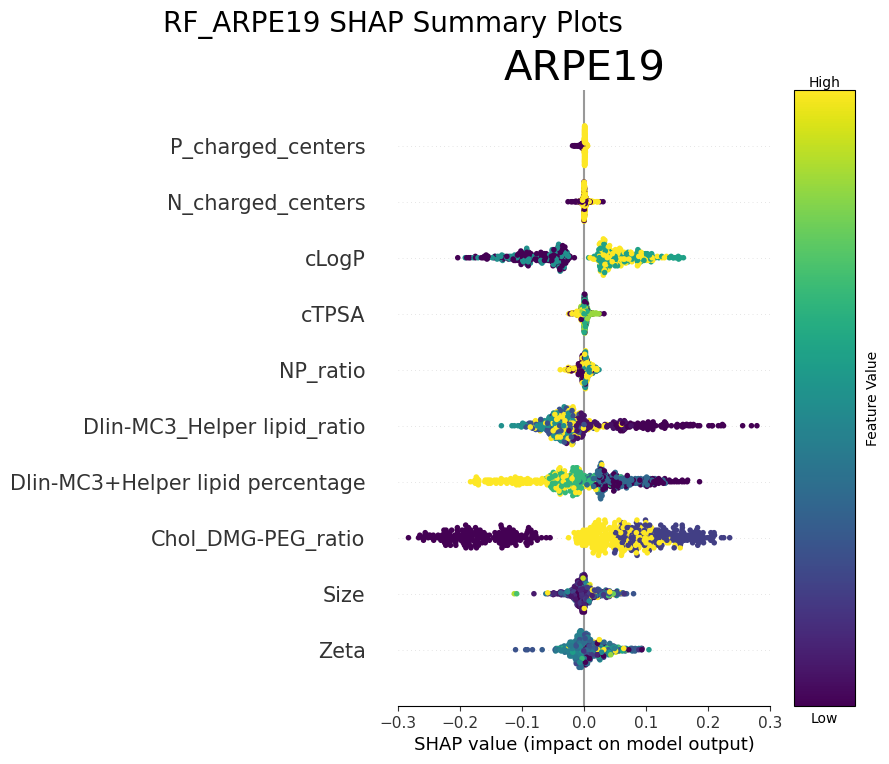 RF_ARPE19 SHAP Summary Plots
ARPE19
High
P_charged_centers
N_charged_centers
cLogP
cTPSA
NP_ratio
Dlin-MC3_Helper lipid_ratio
Dlin-MC3+Helper lipid percentage
Chol_DMG-PEG_ratio
Size
Zeta
Feature Value
Low
−0.3 −0.2 −0.1 0.0 0.1 0.2 0.3
SHAP value (impact on model output)